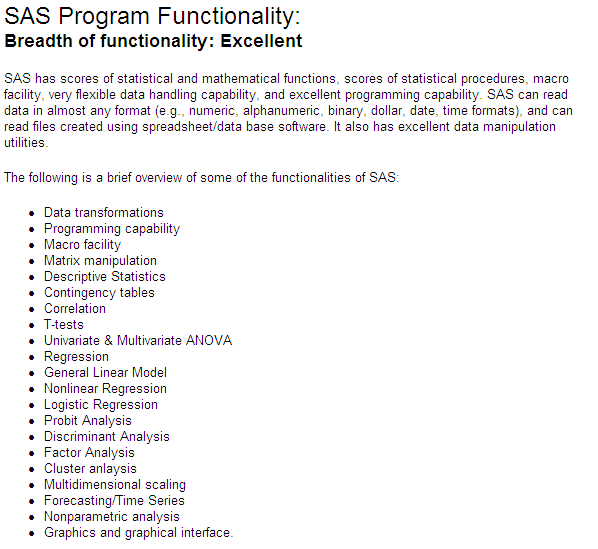 SAS Program Functionality:
Breadth of functionality: Excellent
SAS has scores of statistical and mathematical functions, scores of statistical procedures, macro
facility, very flexible data handling capability, and excellent programming capability. SAS can read
data in almost any format (e.g., numeric, alphanumeric, binary, dollar, date, time formats), and can
read files created using spreadsheet/data base software. It also has excellent data manipulation
utilities.
The following is a brief overview of some of the functionalities of SAS:
• Data transformations
• Programming capability
• Macro facility
• Matrix manipulation
• Descriptive Statistics
• Contingency tables
• Correlation
• T-tests
• Univariate & Multivariate ANOVA
• Regression
• General Linear Model
• Nonlinear Regression
• Logistic Regression
• Probit Analysis
• Discriminant Analysis
• Factor Analysis
• Cluster anlaysis
• Multidimensional scaling
• Forecasting/Time Series
• Nonparametric analysis
• Graphics and graphical interface.